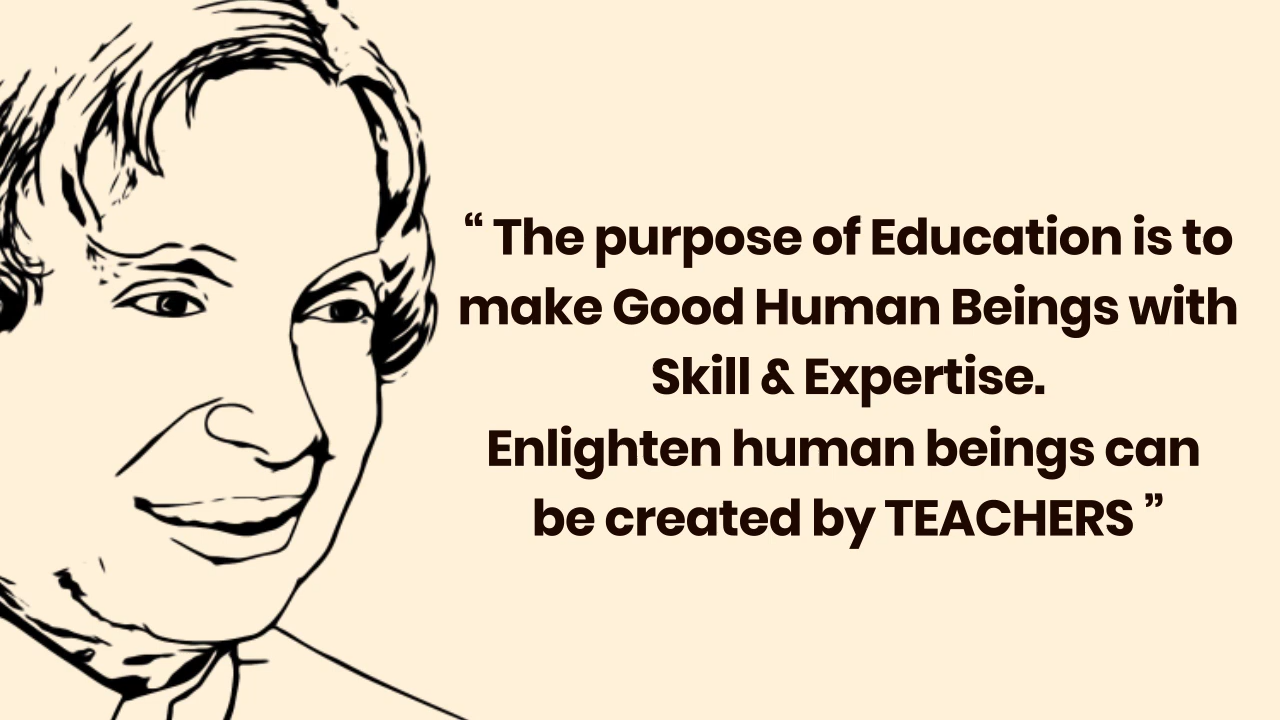 “ The purpose of Education is to
make Good Human Beings with
Skill & Expertise.
Enlighten human beings can
be created by TEACHERS ”